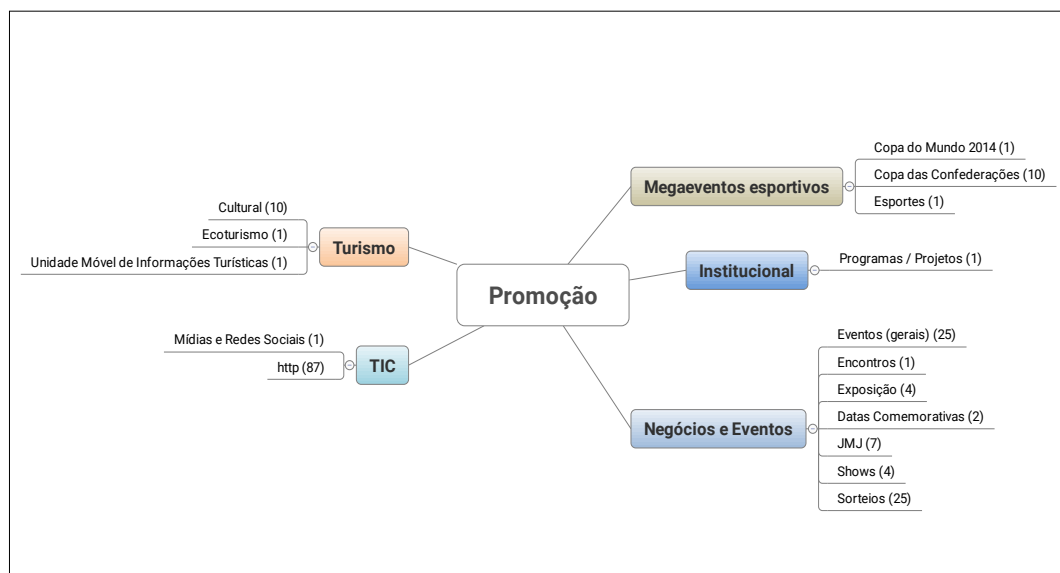 Promoção
Turismo
Cultural (10)
Ecoturismo (1)
Unidade Móvel de Informações Turísticas (1)
TIC
Mídias e Redes Sociais (1)
http (87)
Megaeventos esportivos
Copa do Mundo 2014 (1)
Copa das Confederações (10)
Esportes (1)
Institucional
Programas / Projetos (1)
Negócios e Eventos
Eventos (gerais) (25)
Encontros (1)
Exposição (4)
Datas Comemorativas (2)
JMJ (7)
Shows (4)
Sorteios (25)